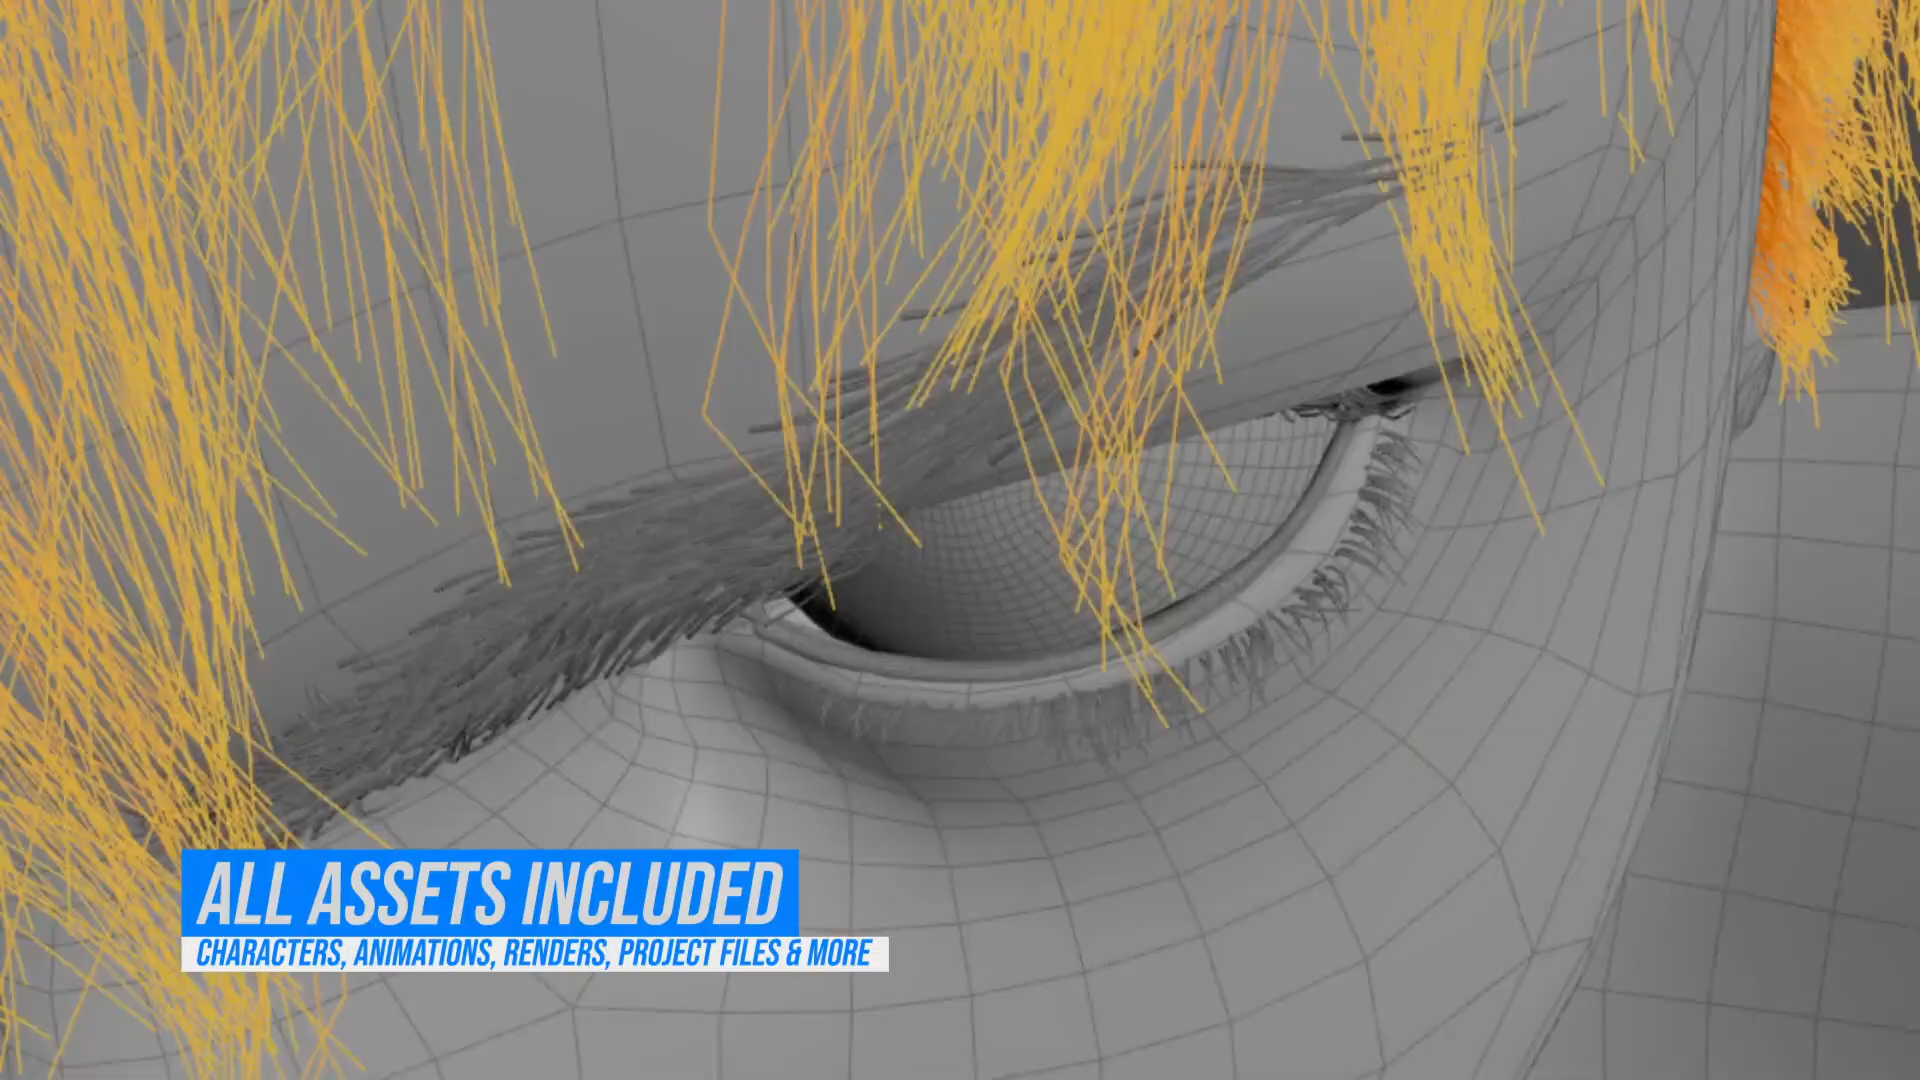 ALL ASSETS INCLUDED
CHARACTERS, ANIMATIONS, RENDERS, PROJECT FILES & MORE